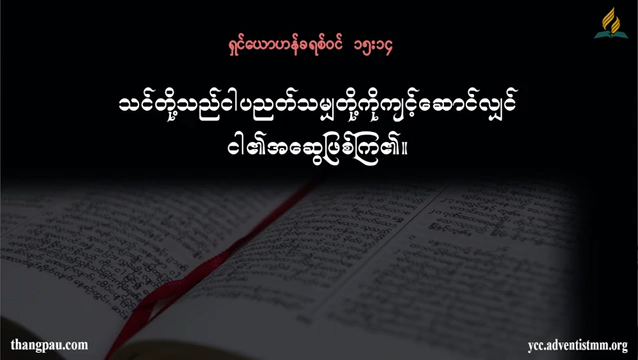 ရှင်ယောဟန်ခရစ်ဝင် ၁၅း၁၄
သင်တို့သည်ငါပညတ်သမျှတို့ကိုကျင့်ဆောင်လျှင်
ငါ၏အဆွေဖြစ်ကြ၏။
thangpau.com
ycc.adventistmm.org